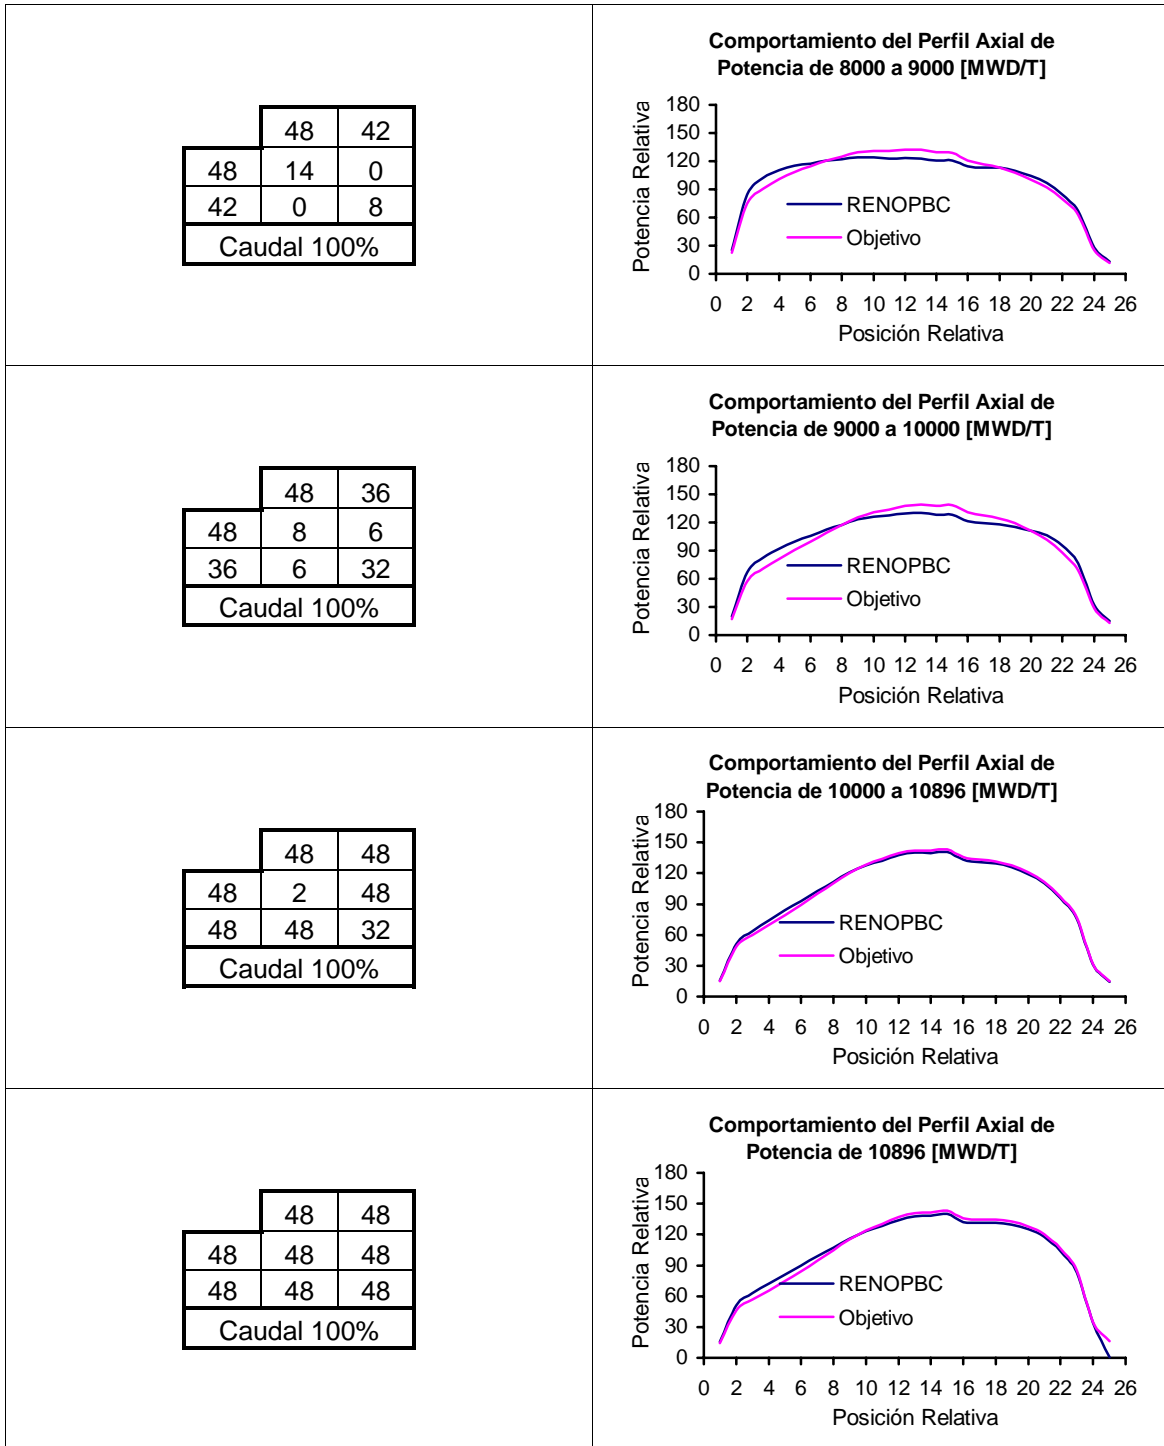 48 42
48 14 0
42 0 8
Caudal 100%
Comportamiento del Perfil Axial de
Potencia de 8000 a 9000 [MWD/T]
Potencia Relativa
180
150
120
90
60
30
0
RENOPBC
Objetivo
0 2 4 6 8 10 12 14 16 18 20 22 24 26
Posición Relativa
48 36
48 8 6
36 6 32
Caudal 100%
Comportamiento del Perfil Axial de
Potencia de 9000 a 10000 [MWD/T]
Potencia Relativa
180
150
120
90
60
30
0
RENOPBC
Objetivo
0 2 4 6 8 10 12 14 16 18 20 22 24 26
Posición Relativa
48 48
48 2 48
48 48 32
Caudal 100%
Comportamiento del Perfil Axial de
Potencia de 10000 a 10896 [MWD/T]
Potencia Relativa
180
150
120
90
60
30
0
RENOPBC
Objetivo
0 2 4 6 8 10 12 14 16 18 20 22 24 26
Posición Relativa
48 48
48 48 48
48 48 48
Caudal 100%
Comportamiento del Perfil Axial de
Potencia de 10896 [MWD/T]
Potencia Relativa
180
150
120
90
60
30
0
RENOPBC
Objetivo
0 2 4 6 8 10 12 14 16 18 20 22 24 26
Posición Relativa